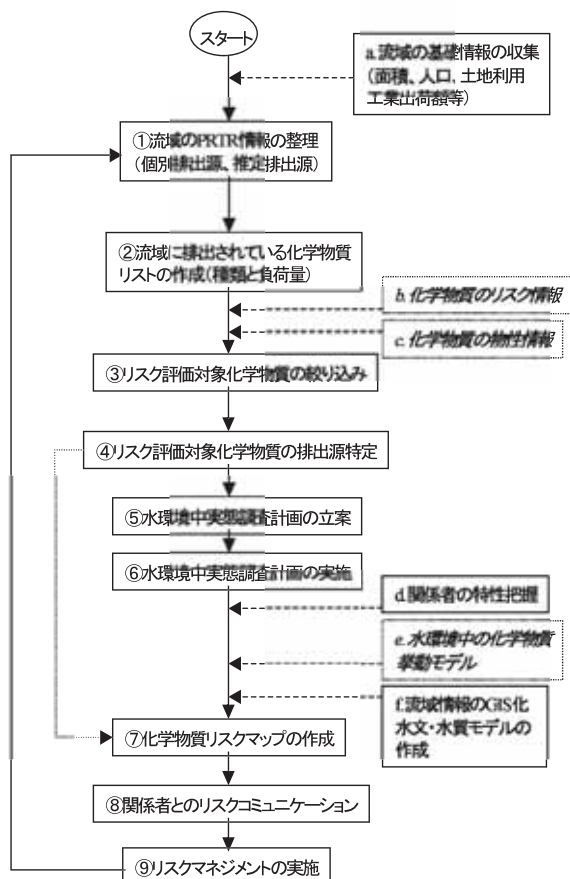 スタート
a. 流域の基礎情報の収集
(面積、人口, 土地利用
工業出荷額等)
①流域のPRTR情報の整理
(個別排出源、推定排出源)
②流域に排出されている化学物質
リストの作成(種類と負荷量)
b. 化学物質のリスク情報
c. 化学物質の物性情報
③リスク評価対象化学物質の絞り込み
④リスク評価対象化学物質の排出源特定
⑤水環境中実態調査計画の立案
⑥水環境中実態調査計画の実施
d.関係者の特性把握
e. 水環境中の化学物質
挙動モデル
f.流域情報のGIS化
水文・水質モデルの
作成
⑦化学物質リスクマップの作成
⑧関係者とのリスクコミュニケーション
⑨リスクマネジメントの実施